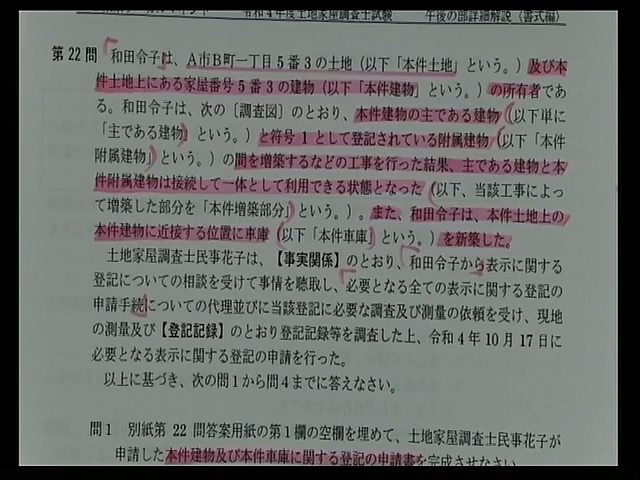 令和4年度土地家屋調査士試験 午後の部詳細解説（書式編）
第22問 和田令子は、A市B町一丁目5番3の土地（以下「本件土地」という。）及び本
件土地上にある家屋番号5番3の建物（以下「本件建物」という。）の所有者であ
る。和田令子は、次の〔調査図〕のとおり、本件建物の主である建物（以下単に
「主である建物」という。）と符号1として登記されている附属建物（以下「本件
附属建物」という。）の間を増築するなどの工事を行った結果、主である建物と本
件附属建物は接続して一体として利用できる状態となった（以下、当該工事によっ
て増築した部分を「本件増築部分」という。）。また、和田令子は、本件土地上の
本件建物に近接する位置に車庫（以下「本件車庫」という。）を新築した。
土地家屋調査士民事花子は、【事実関係】のとおり、和田令子から表示に関する
登記についての相談を受けて事情を聴取し、必要となる全ての表示に関する登記の
申請手続についての代理並びに当該登記に必要な調査及び測量の依頼を受け、現地
の測量及び【登記記録】のとおり登記記録等を調査した上、令和4年10月17日に
必要となる表示に関する登記の申請を行った。
以上に基づき、次の問1から問4までに答えなさい。
問1 別紙第22問答案用紙の第1欄の空欄を埋めて、土地家屋調査士民事花子が
申請した本件建物及び本件車庫に関する登記の申請書を完成させなさい。